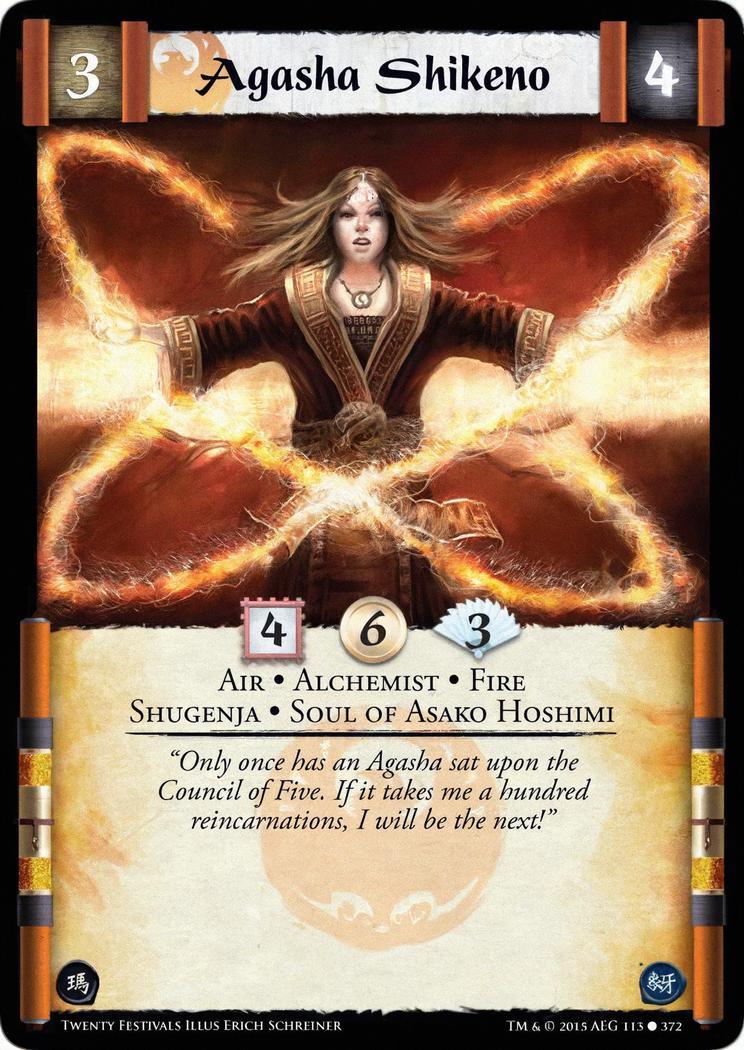 3 Agasha Shikeno 4
4 6 3
Air • Alchemist • Fire
Shugenja • Soul of Asako Hoshimi
“Only once has an Agasha sat upon the
Council of Five. If it takes me a hundred
reincarnations, I will be the next!”
瑪
Twenty Festivals Illus Erich Schreiner
TM & © 2015 AEG 113 ● 372